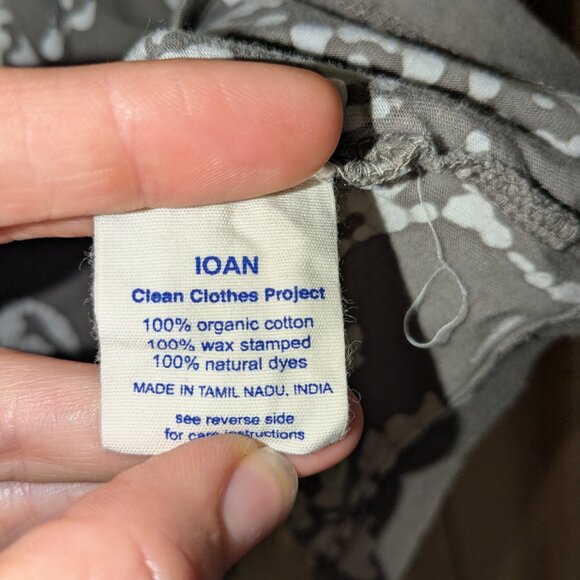 IOAN
Clean Clothes Project
100% organic cotton
100% wax stamped
100% natural dyes
MADE IN TAMIL NADU, INDIA
see reverse side
for care instructions